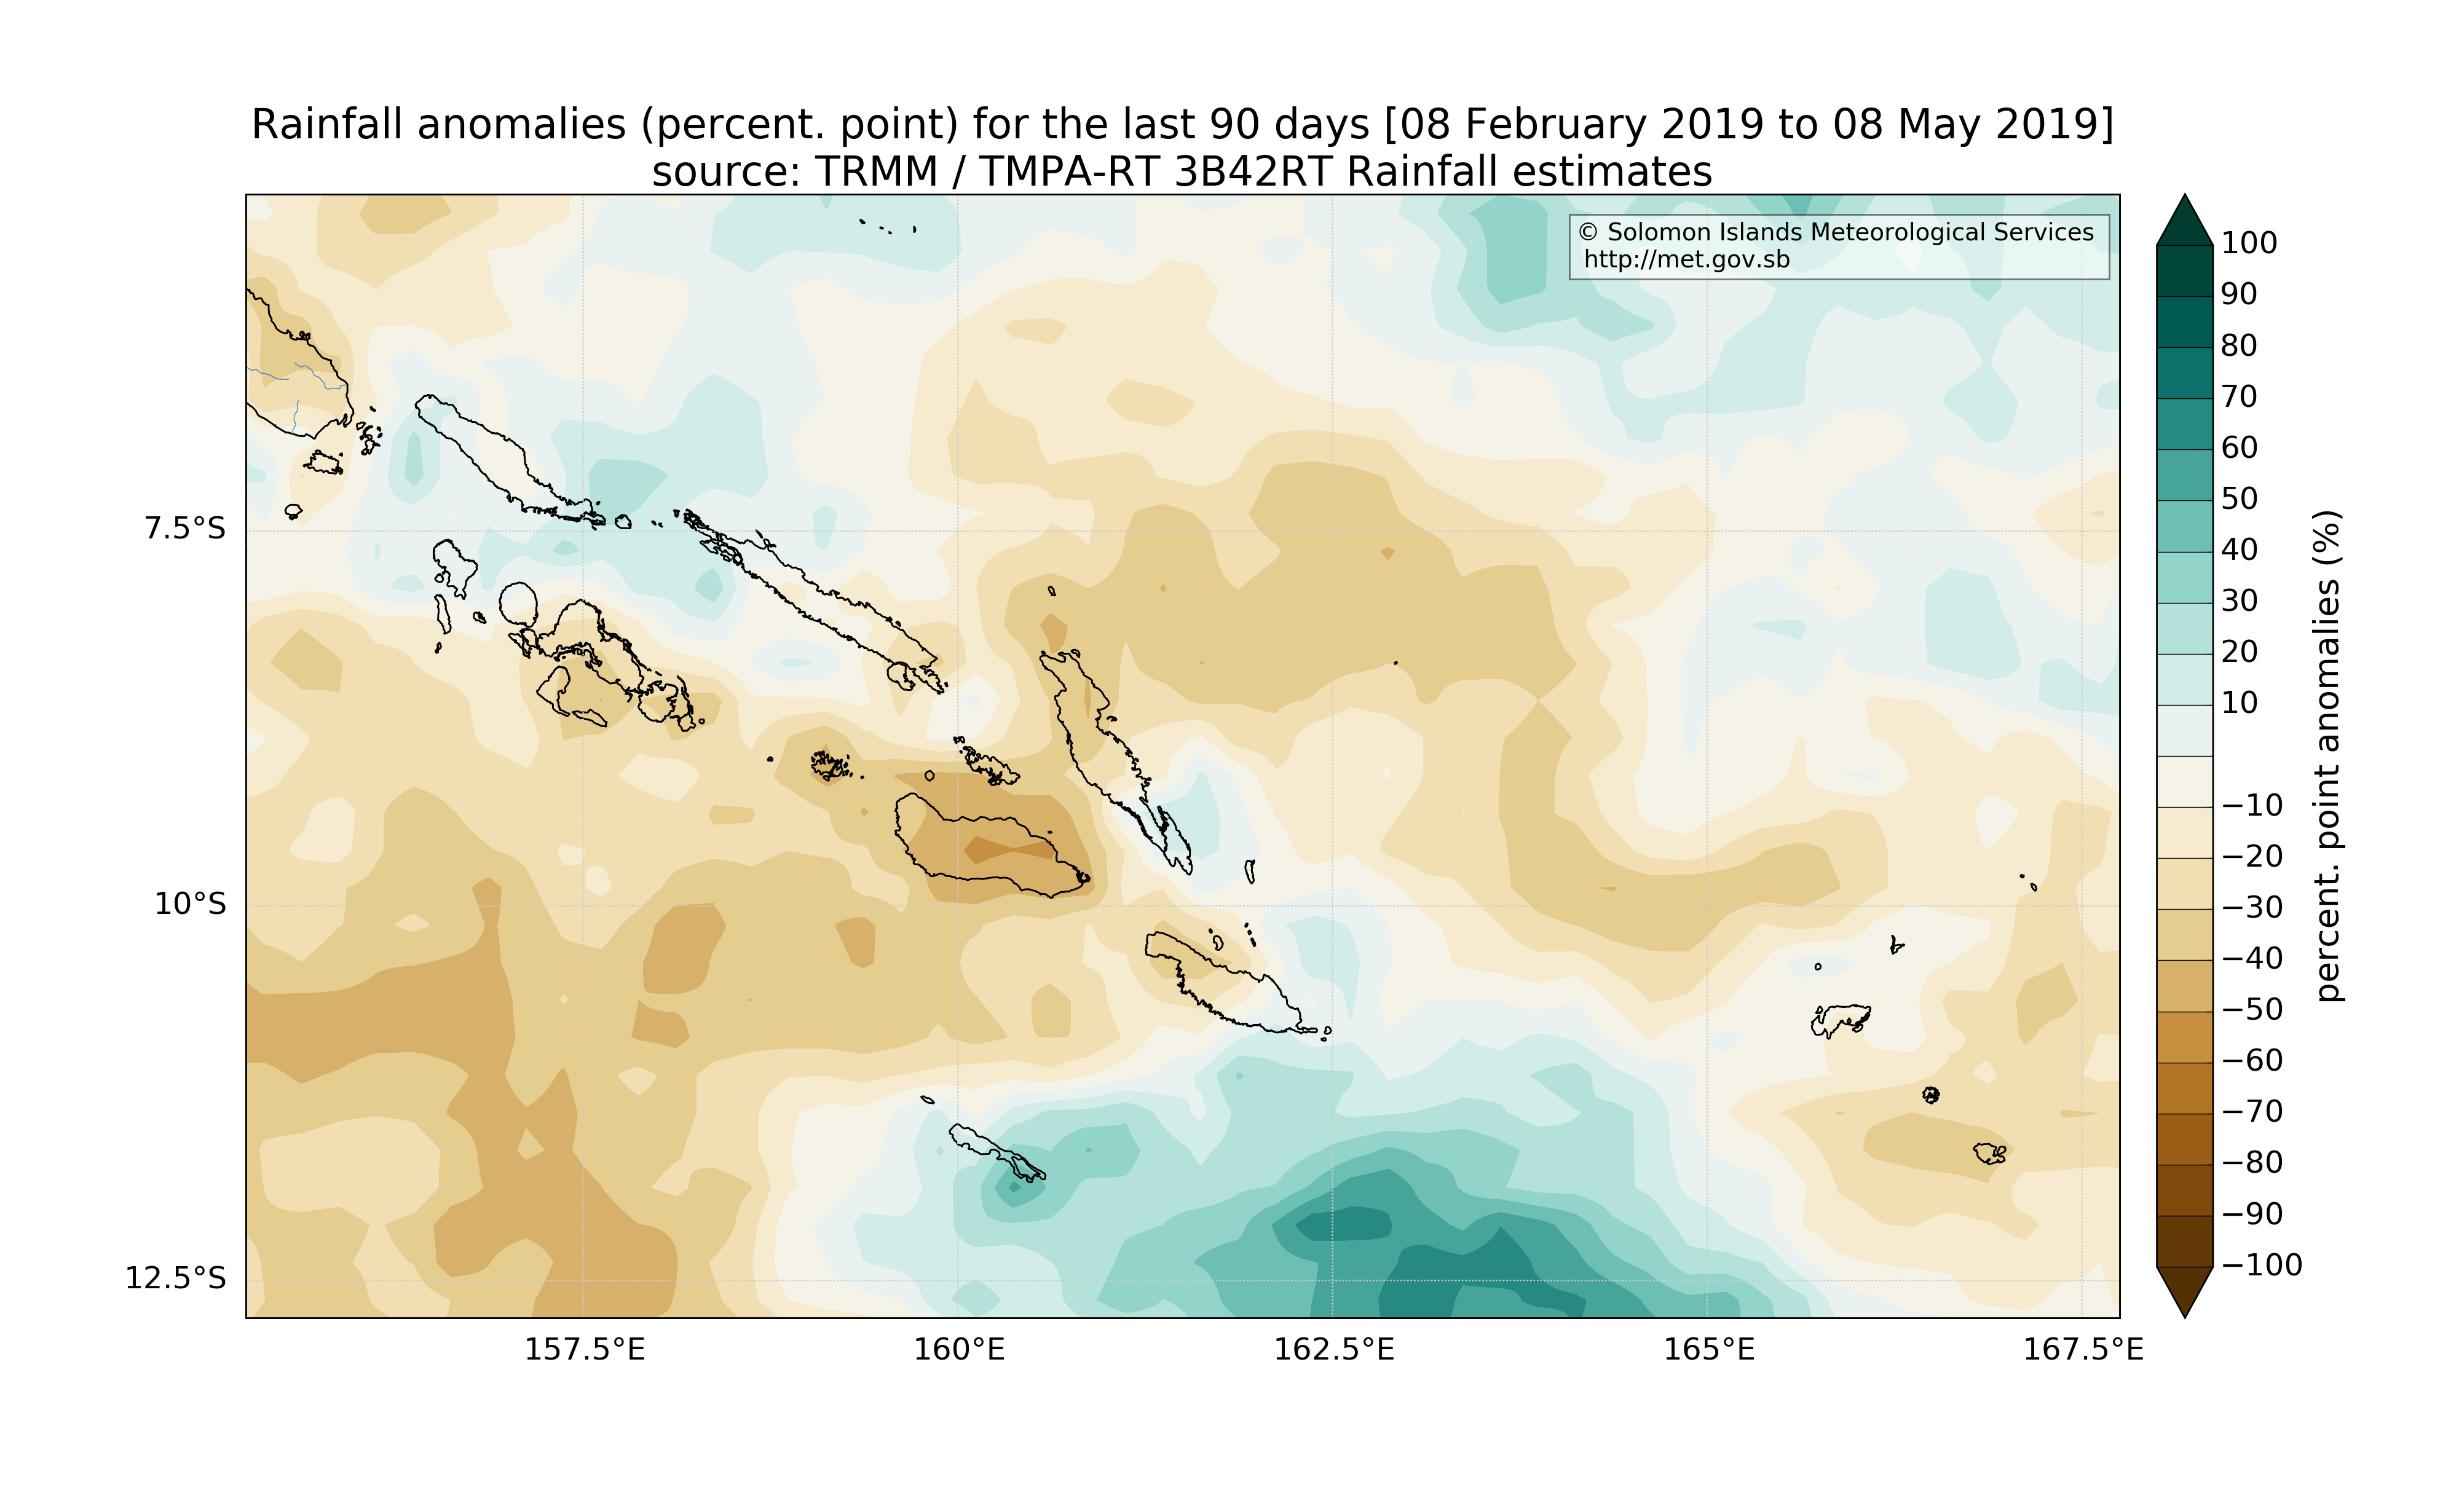 Rainfall anomalies (percent. point) for the last 90 days [08 February 2019 to 08 May 2019]
source: TRMM / TMPA-RT 3B42RT Rainfall estimates
© Solomon Islands Meteorological Services
http://met.gov.sb
7.5°S
10°S
12.5°S
157.5°E
160°E
162.5°E
165°E
167.5°E
100
90
80
70
60
50
40
30
20
10
−10
−20
−30
−40
−50
−60
−70
−80
−90
−100
percent. point anomalies (%)